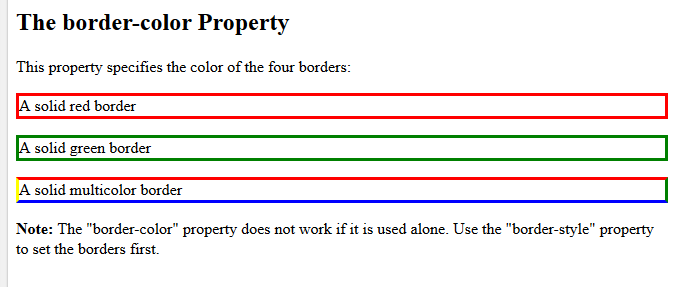 The border-color Property
This property specifies the color of the four borders:
A solid red border
A solid green border
A solid multicolor border
Note: The "border-color" property does not work if it is used alone. Use the "border-style" property
to set the borders first.